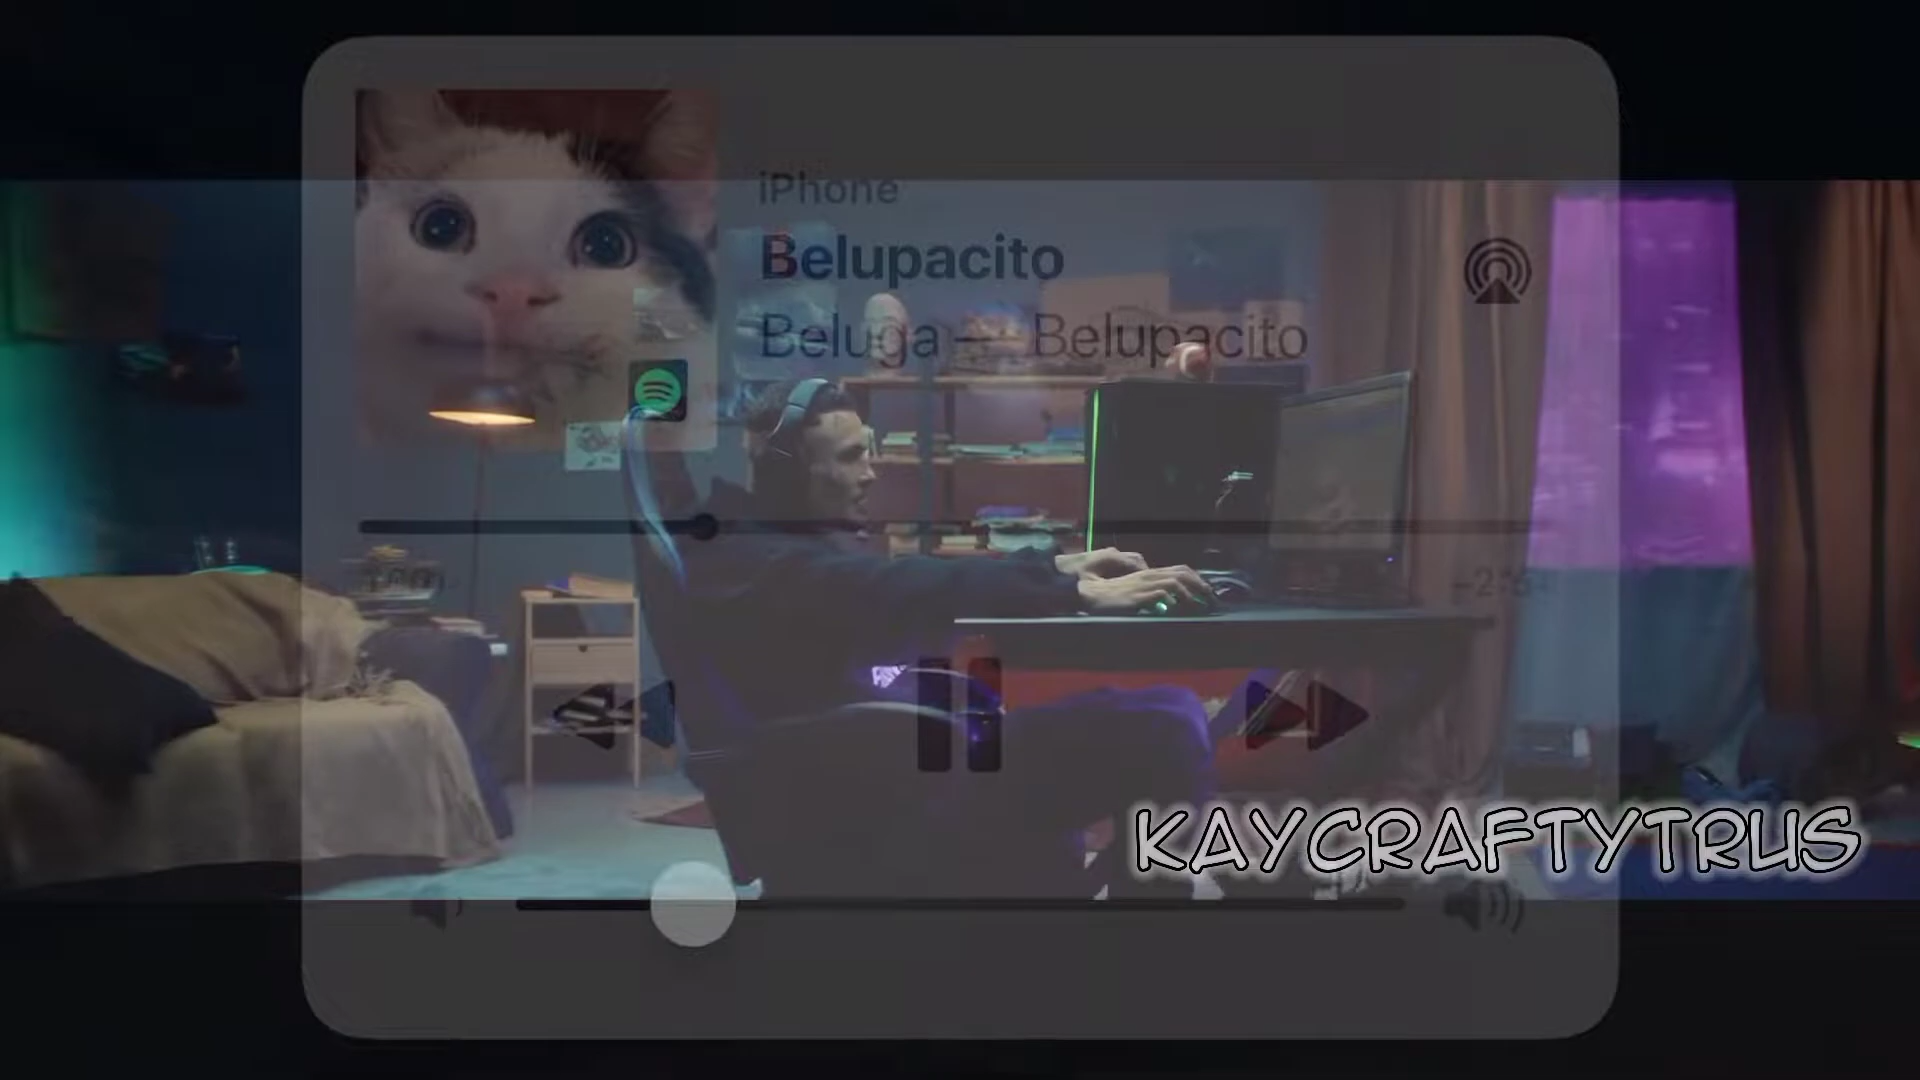 iPhone
Belupacito
Beluga — Belupacito
KAYCRAFTYTRUS